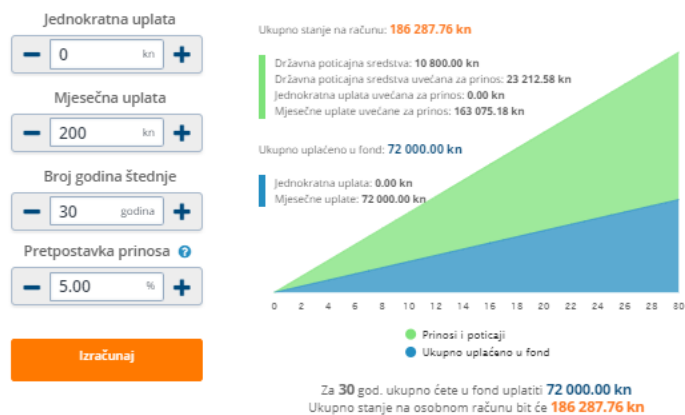 Jednokratna uplata
− 0 kn +
Mjesečna uplata
− 200 kn +
Broj godina štednje
− 30 godina +
Pretpostavka prinosa ?
− 5.00 % +
Izračunaj
Ukupno stanje na računu: 186 287.76 kn
Državna poticajna sredstva: 10 800.00 kn
Državna poticajna sredstva uvećana za prinos: 23 212.58 kn
Jednokratna uplata uvećana za prinos: 0.00 kn
Mjesečne uplate uvećane za prinos: 163 075.18 kn
Ukupno uplaćeno u fond: 72 000.00 kn
Jednokratna uplata: 0.00 kn
Mjesečne uplate: 72 000.00 kn
0 2 4 6 8 10 12 14 16 18 20 22 24 26 28 30
Prinosi i poticaji
Ukupno uplaćeno u fond
Za 30 god. ukupno ćete u fond uplatiti 72 000.00 kn
Ukupno stanje na osobnom računu bit će 186 287.76 kn